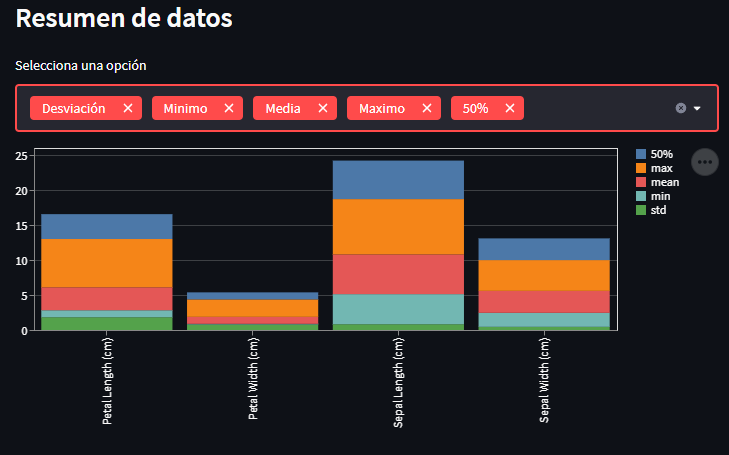 Resumen de datos
Selecciona una opción
Desviación Minimo Media Maximo 50%
25
20
15
10
5
0
50%
max
mean
min
std
Petal Length (cm)
Petal Width (cm)
Sepal Length (cm)
Sepal Width (cm)